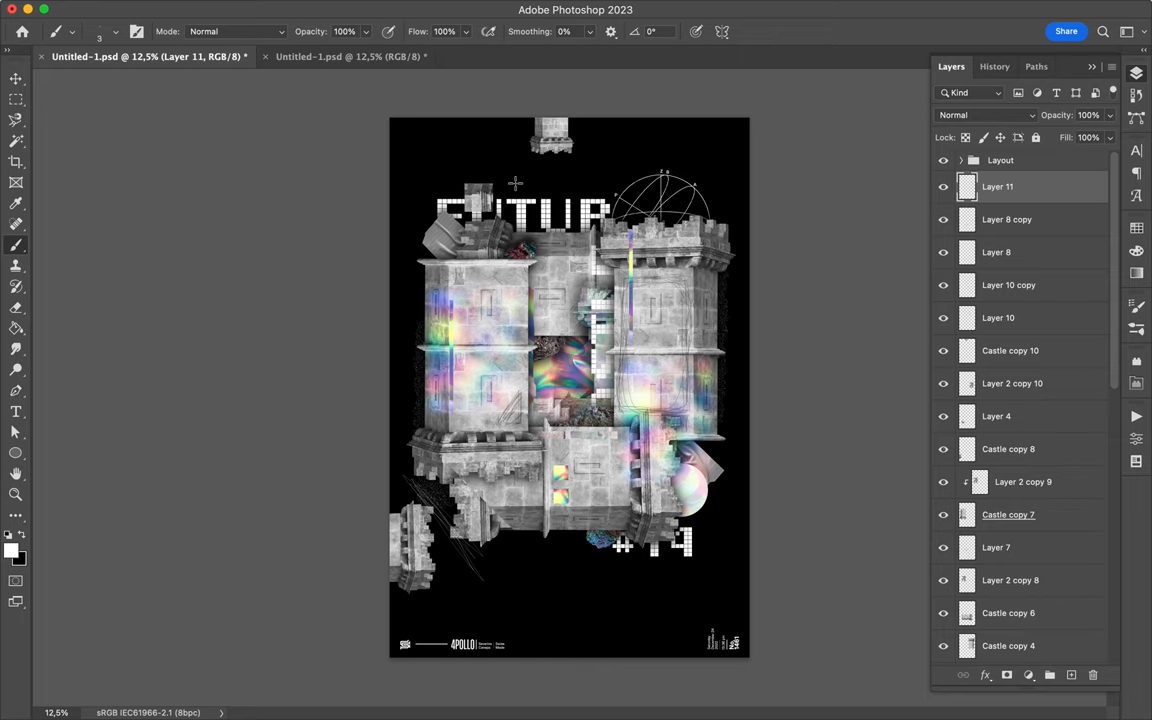 Adobe Photoshop 2023
3
Mode: Normal
Opacity: 100%
Flow: 100%
Smoothing: 0%
0°
Share
Untitled-1.psd @ 12,5% (Layer 11, RGB/8) *
Untitled-1.psd @ 12,5% (RGB/8) *
Layers
History
Paths
Kind
Normal
Opacity: 100%
Lock:
Fill: 100%
Layout
Layer 11
Layer 8 copy
Layer 8
Layer 10 copy
Layer 10
Castle copy 10
Layer 2 copy 10
Layer 4
Castle copy 8
Layer 2 copy 9
Castle copy 7
Layer 7
Layer 2 copy 8
Castle copy 6
Castle copy 4
FUTUR
#19
4POLLO
12,5%
sRGB IEC61966-2.1 (8bpc)